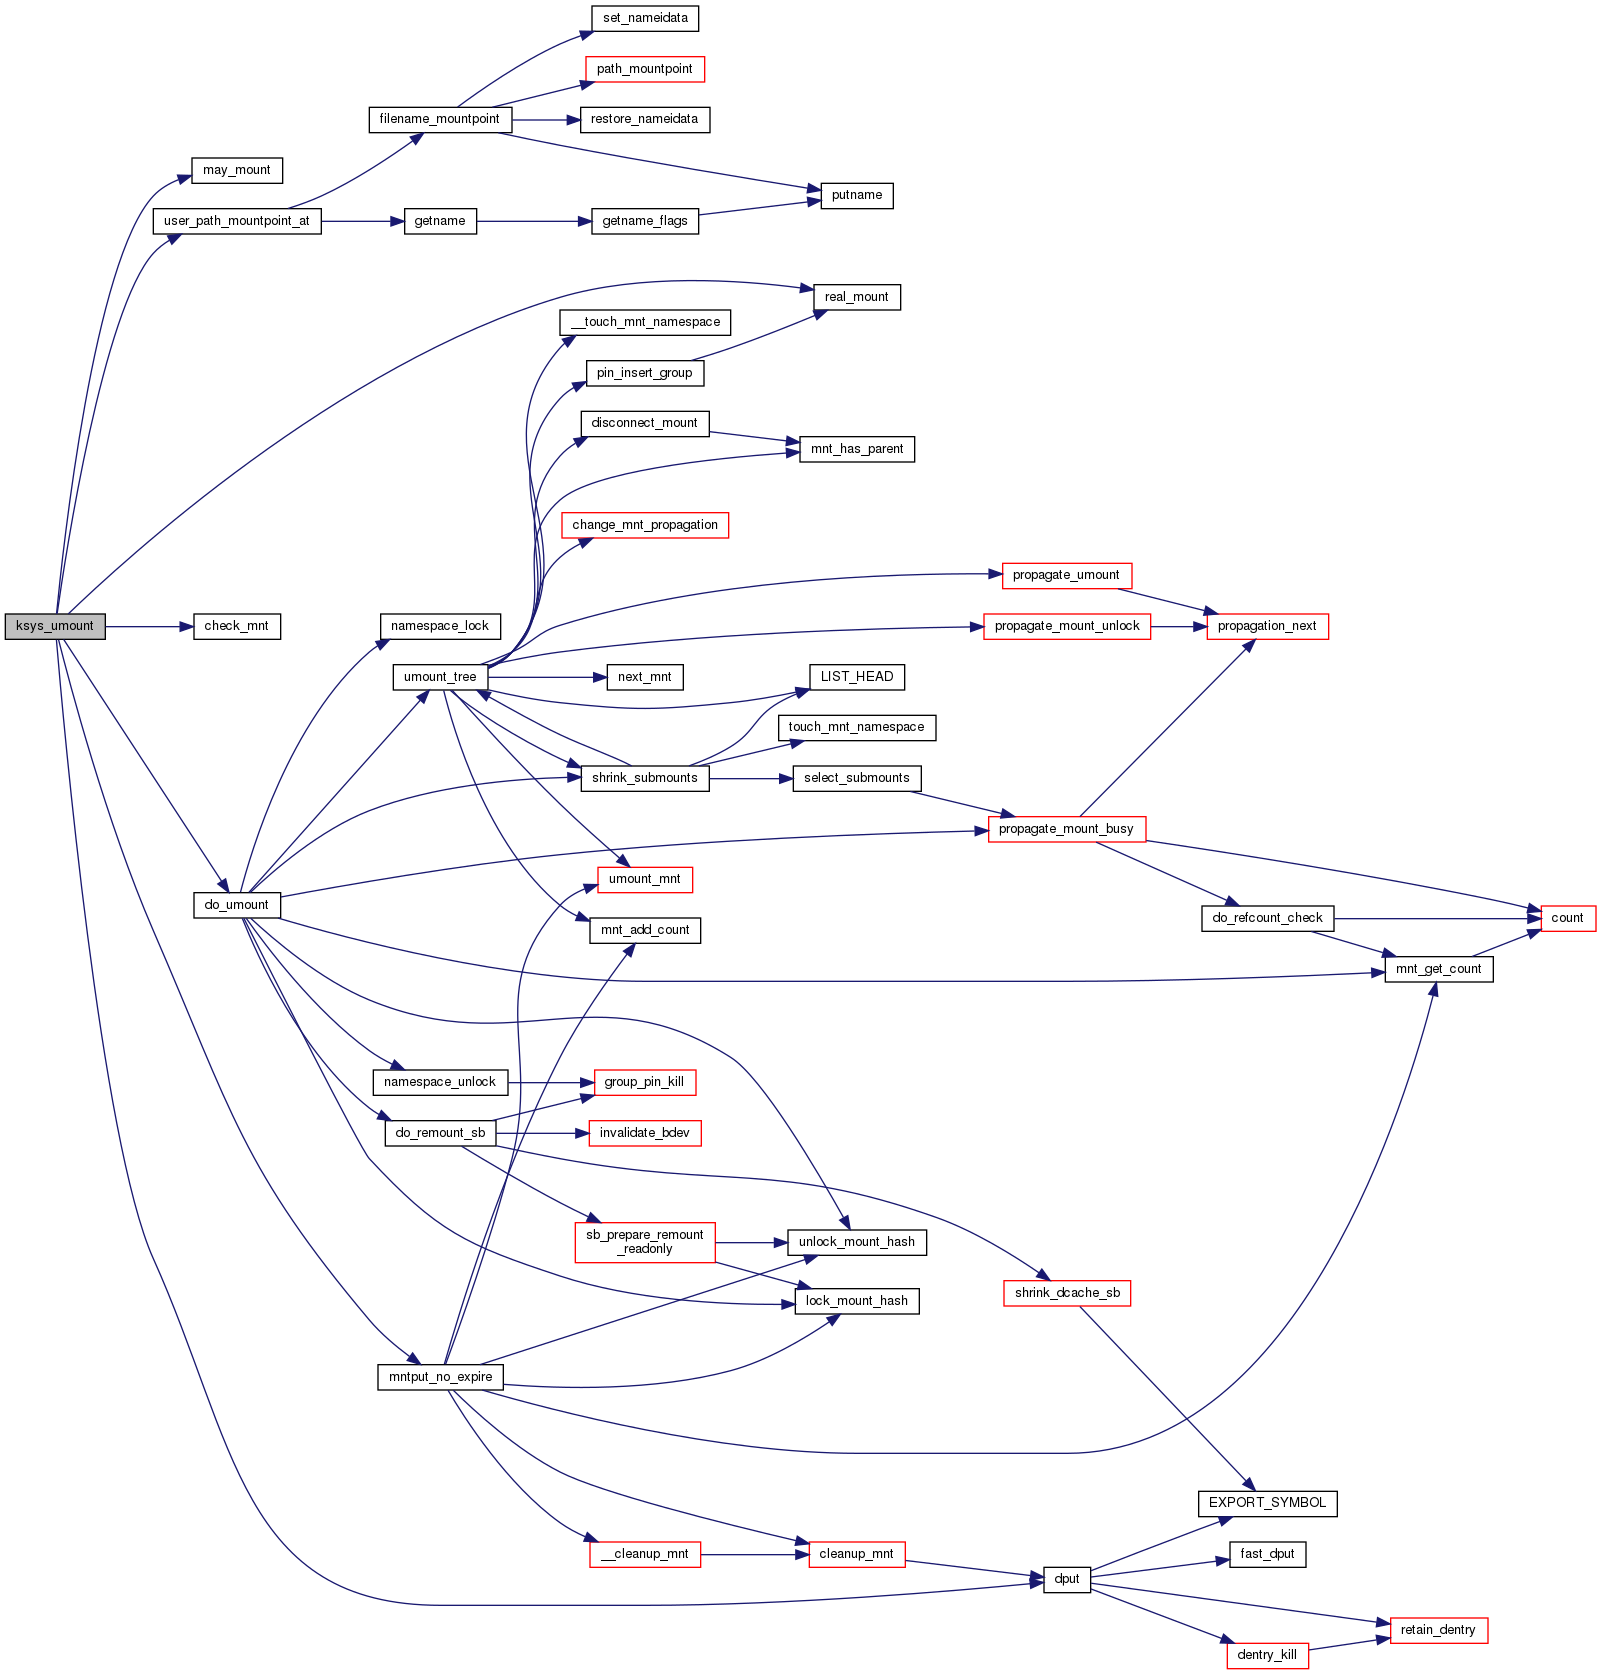 set_nameidata
path_mountpoint
filename_mountpoint
restore_nameidata
may_mount
putname
user_path_mountpoint_at
getname
getname_flags
real_mount
__touch_mnt_namespace
pin_insert_group
disconnect_mount
mnt_has_parent
change_mnt_propagation
propagate_umount
ksys_umount
check_mnt
namespace_lock
propagate_mount_unlock
propagation_next
umount_tree
next_mnt
LIST_HEAD
touch_mnt_namespace
shrink_submounts
select_submounts
propagate_mount_busy
umount_mnt
do_umount
do_refcount_check
count
mnt_add_count
mnt_get_count
namespace_unlock
group_pin_kill
do_remount_sb
invalidate_bdev
sb_prepare_remount
_readonly
unlock_mount_hash
shrink_dcache_sb
lock_mount_hash
mntput_no_expire
EXPORT_SYMBOL
__cleanup_mnt
cleanup_mnt
fast_dput
dput
retain_dentry
dentry_kill